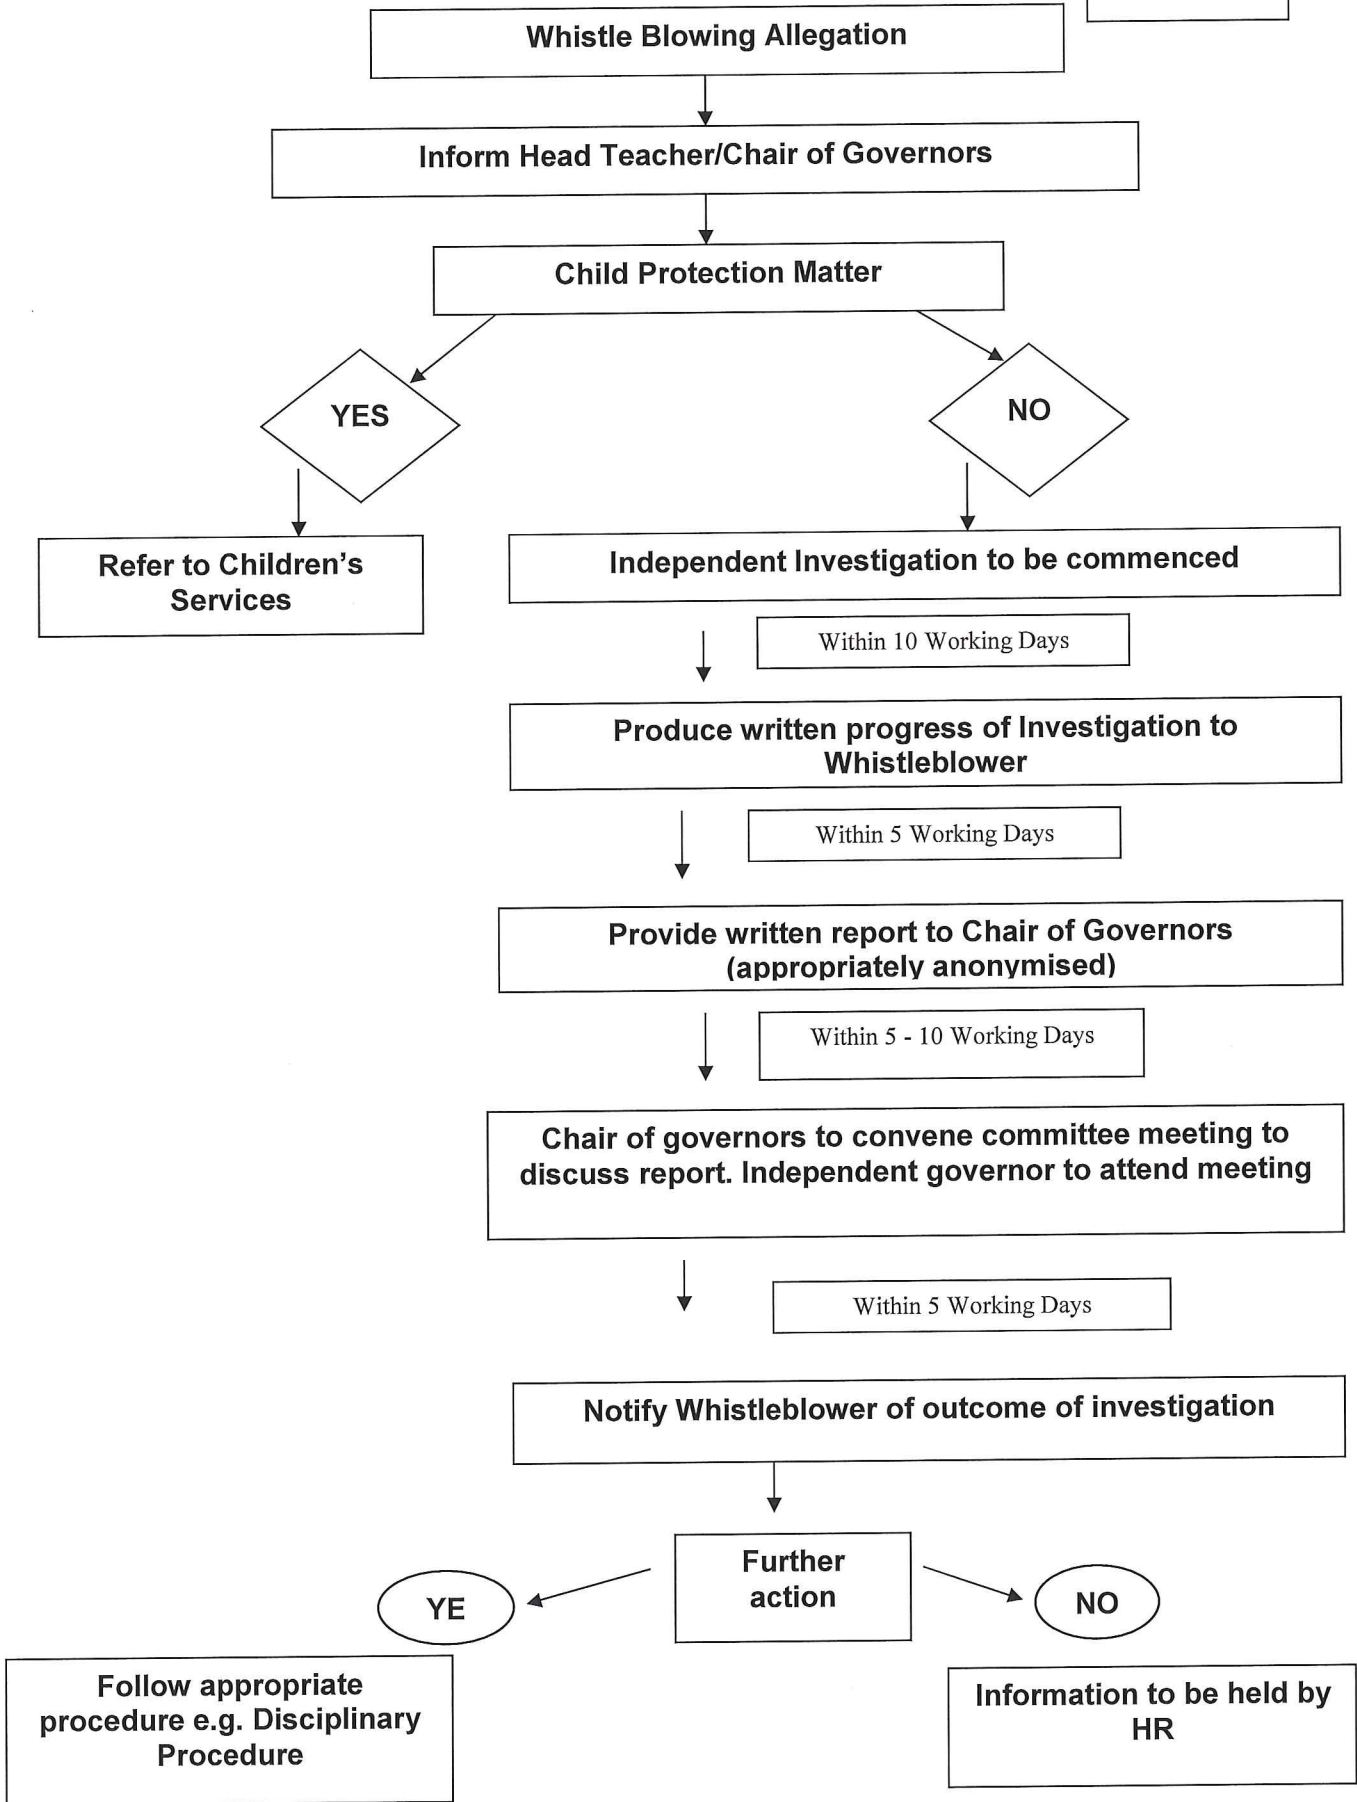 Whistle Blowing Allegation
Inform Head Teacher/Chair of Governors
Child Protection Matter
YES
NO
Refer to Children's
Services
Independent Investigation to be commenced
Within 10 Working Days
Produce written progress of Investigation to
Whistleblower
Within 5 Working Days
Provide written report to Chair of Governors
(appropriately anonymised)
Within 5 - 10 Working Days
Chair of governors to convene committee meeting to
discuss report. Independent governor to attend meeting
Within 5 Working Days
Notify Whistleblower of outcome of investigation
Further
action
YE
NO
Follow appropriate
procedure e.g. Disciplinary
Procedure
Information to be held by
HR